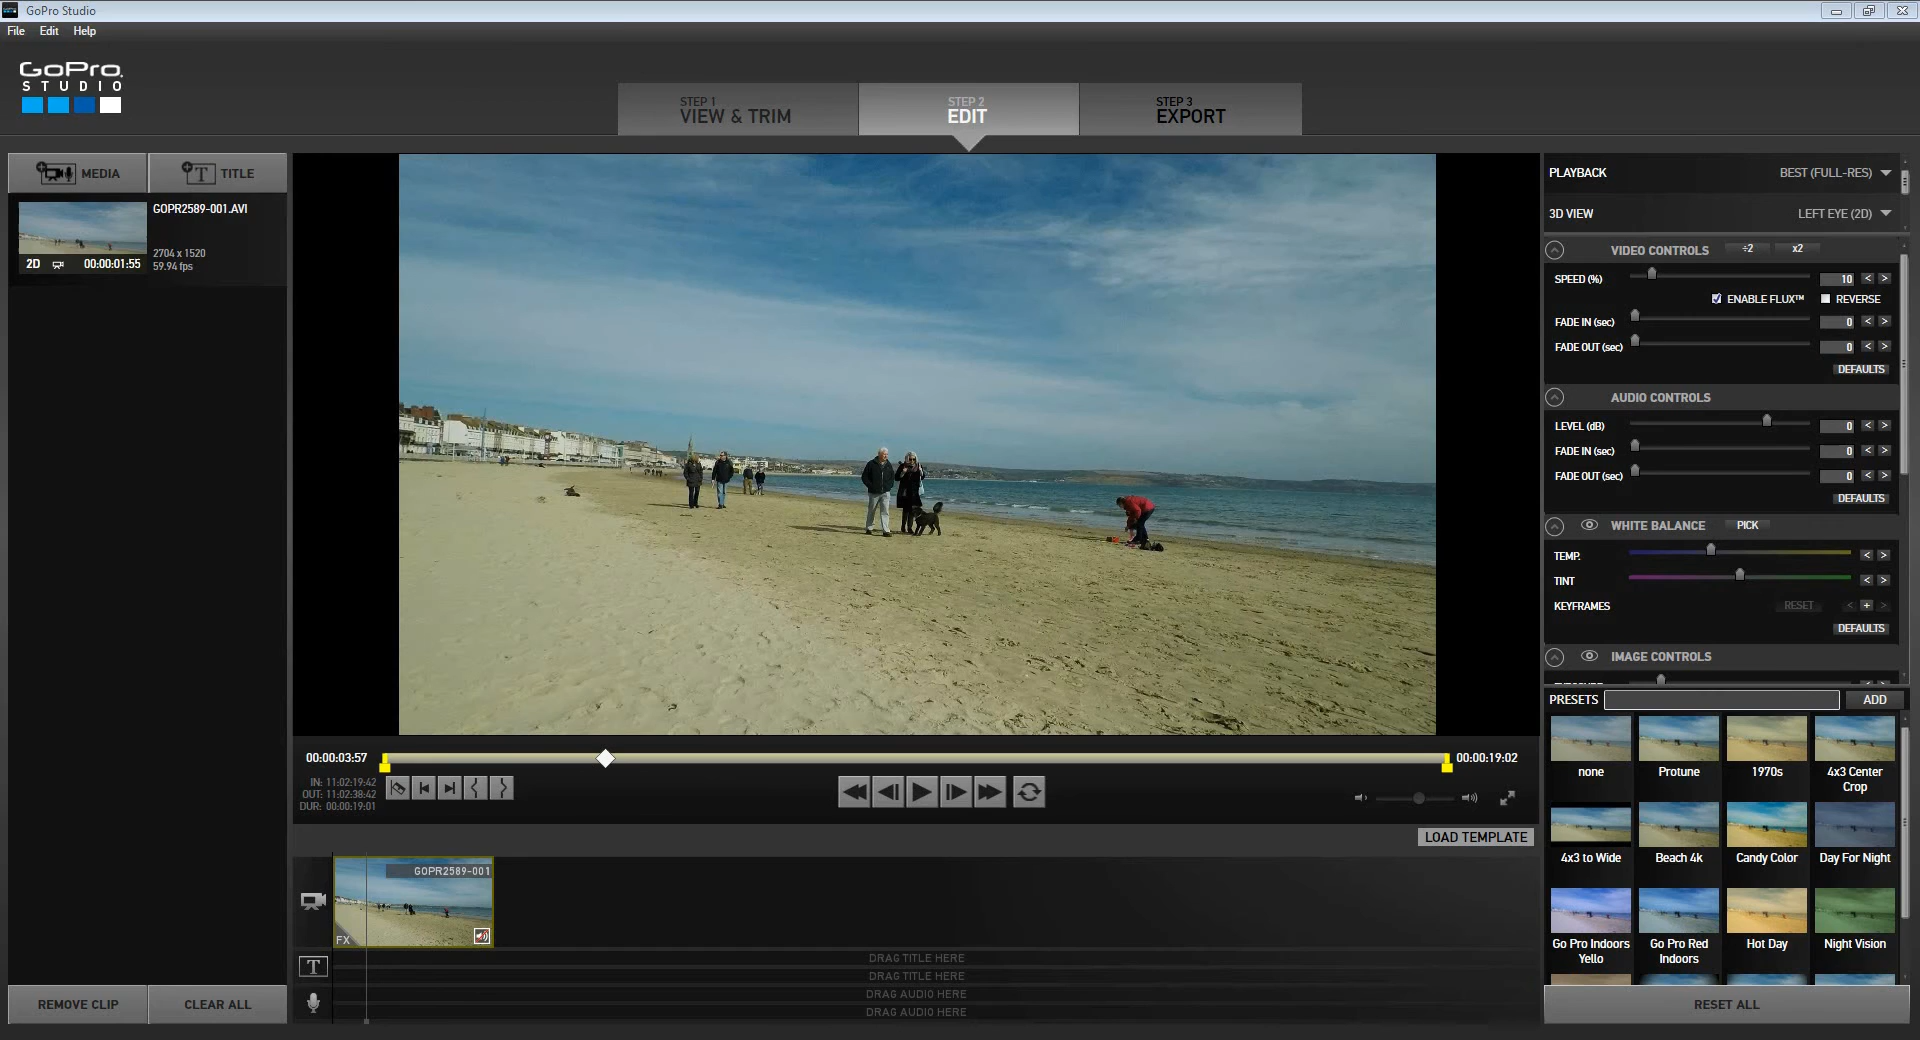 GoPro Studio
File Edit Help
GoPro.
STUDIO
STEP 1
VIEW & TRIM
STEP 2
EDIT
STEP 3
EXPORT
MEDIA
TITLE
GOPR2589-001.AVI
2704 x 1520
59.94 fps
2D 00:00:01:55
PLAYBACK BEST (FULL-RES)
3D VIEW LEFT EYE (2D)
VIDEO CONTROLS ÷2 x2
SPEED (%) 10 < >
ENABLE FLUX™ REVERSE
FADE IN (sec) 0 < >
FADE OUT (sec) 0 < >
DEFAULTS
AUDIO CONTROLS
LEVEL (dB) 0 < >
FADE IN (sec) 0 < >
FADE OUT (sec) 0 < >
DEFAULTS
WHITE BALANCE PICK
TEMP. < >
TINT < >
KEYFRAMES RESET < + >
DEFAULTS
IMAGE CONTROLS
PRESETS ADD
none
Protune
1970s
4x3 Center
Crop
4x3 to Wide
Beach 4k
Candy Color
Day For Night
Go Pro Indoors
Yello
Go Pro Red
Indoors
Hot Day
Night Vision
RESET ALL
00:00:03:57
00:00:19:02
IN: 11:02:19:42
OUT: 11:02:38:42
DUR: 00:00:19:01
LOAD TEMPLATE
GOPR2589-001
FX
T
DRAG TITLE HERE
DRAG TITLE HERE
DRAG AUDIO HERE
DRAG AUDIO HERE
REMOVE CLIP
CLEAR ALL